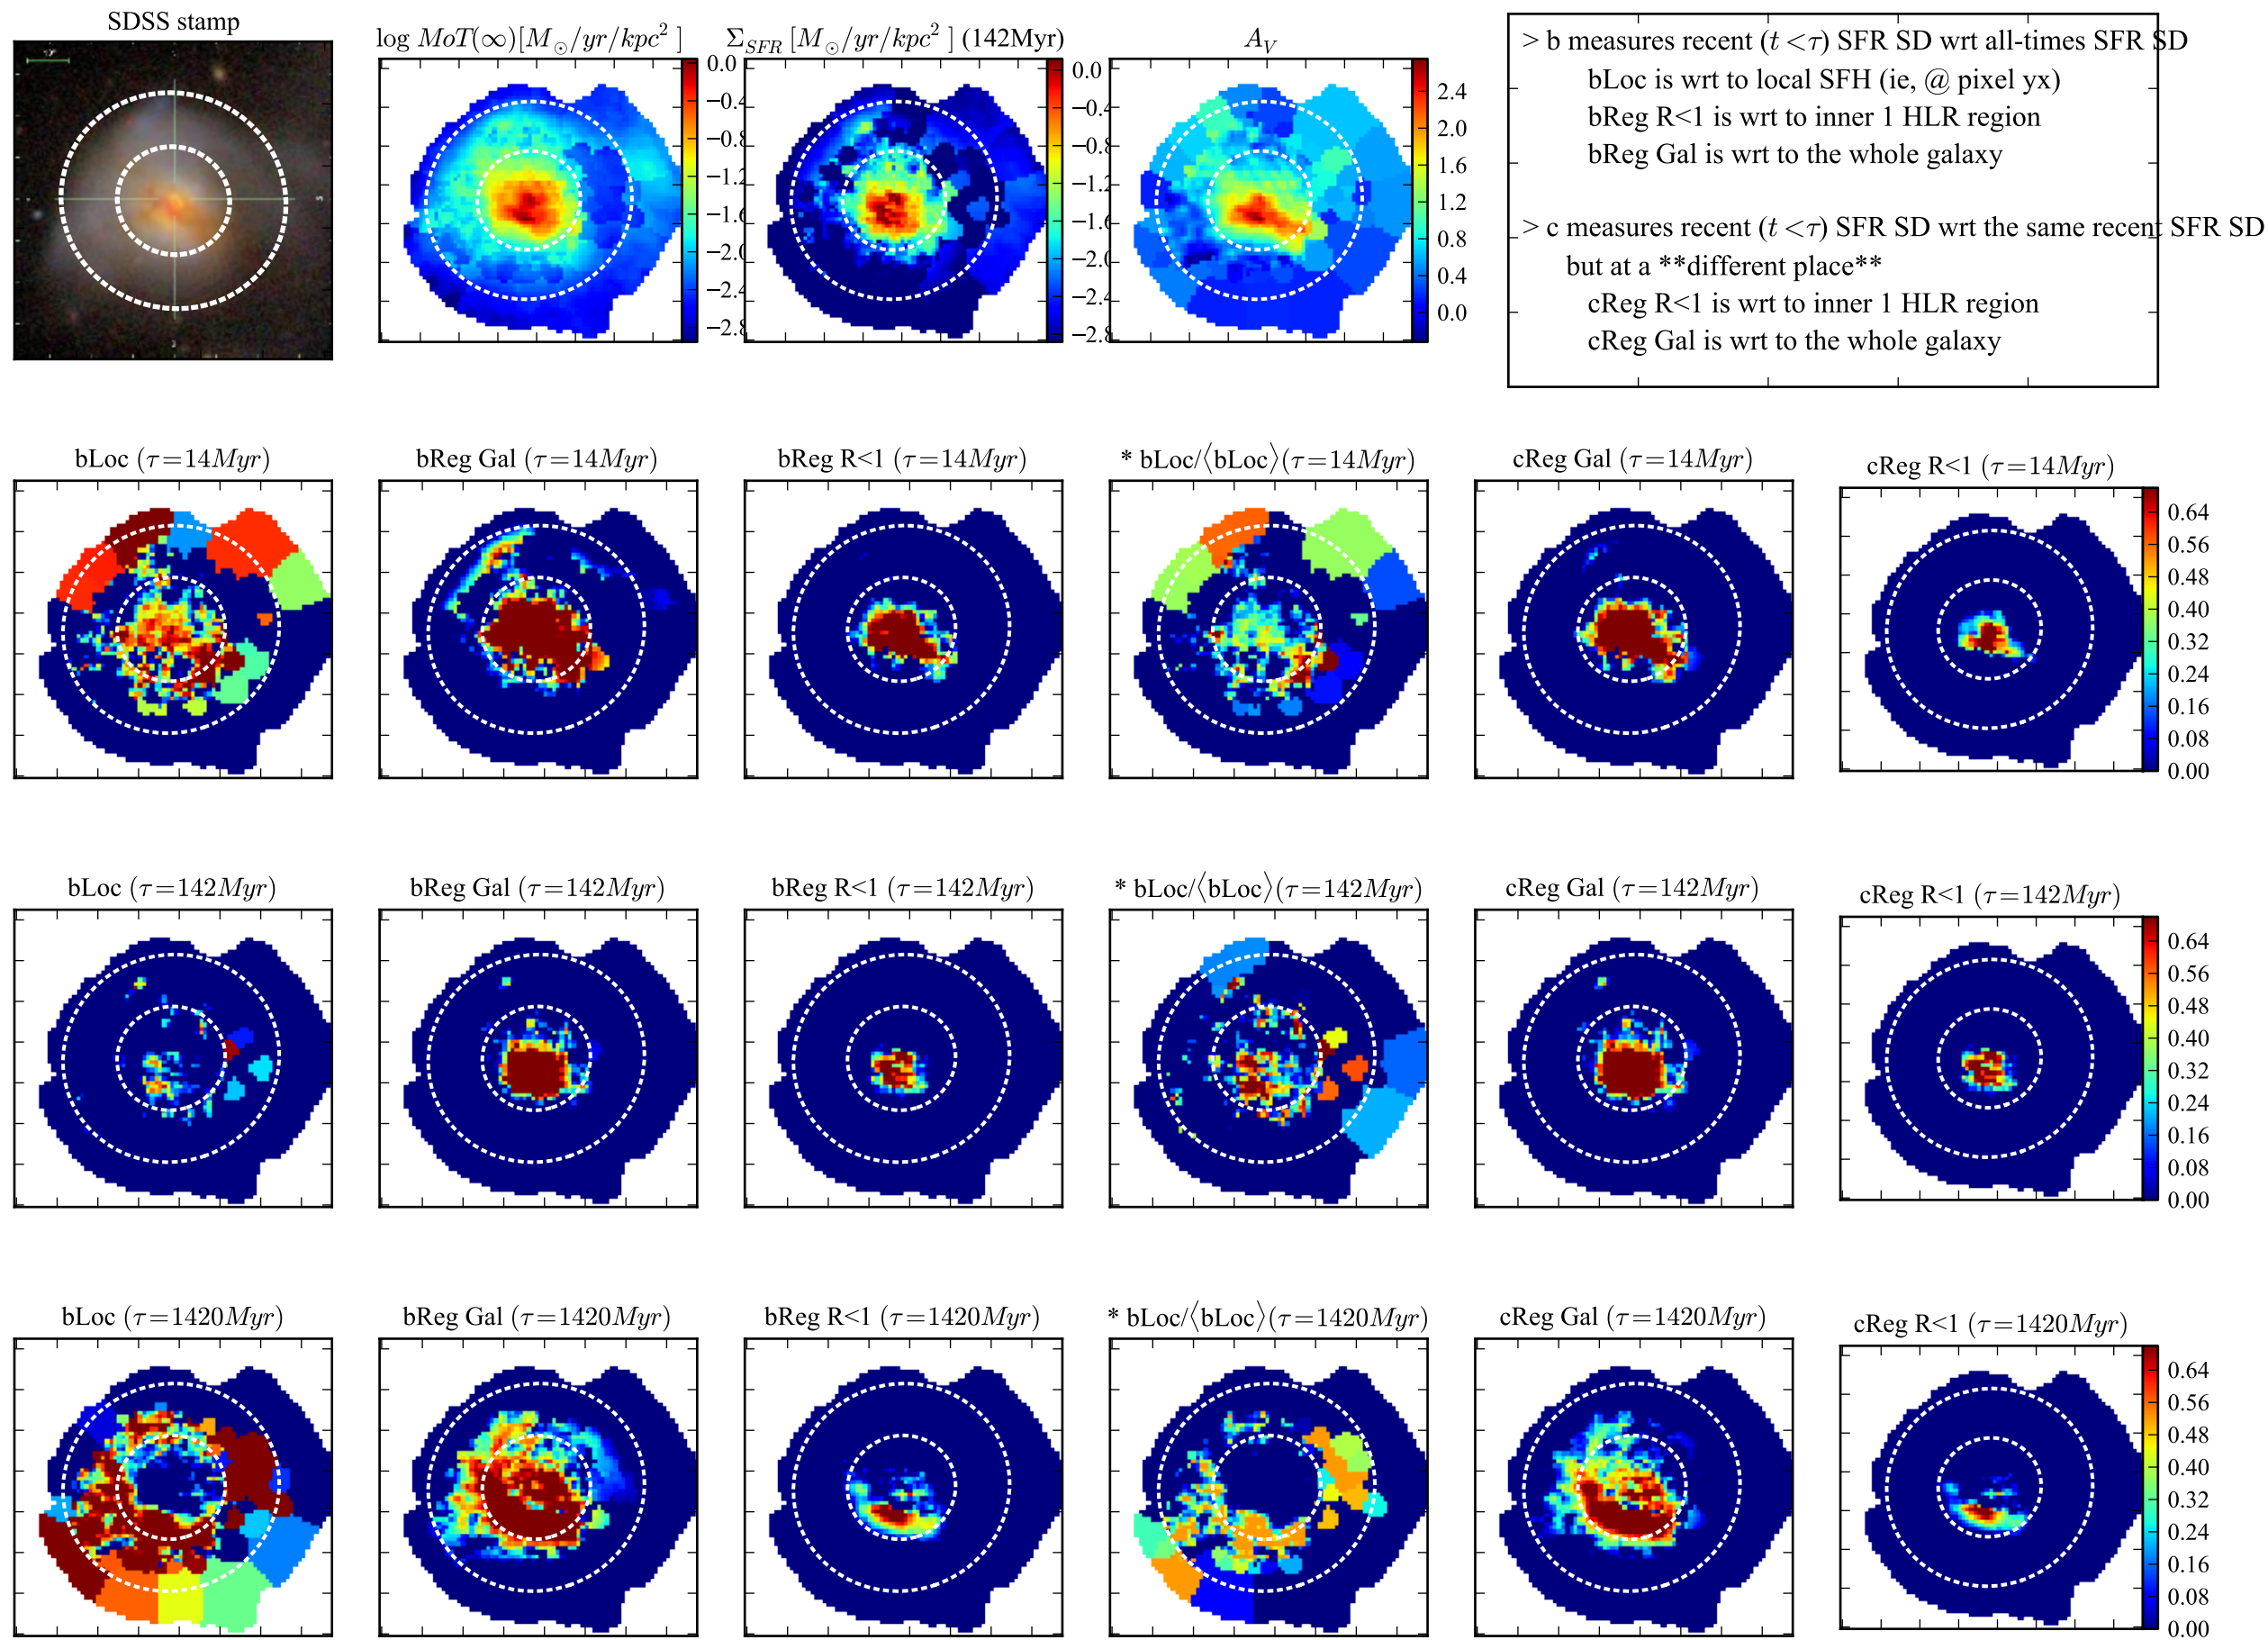 SDSS stamp
log MoT(∞)[M⊙/yr/kpc²]
Σ_SFR [M⊙/yr/kpc²] (142Myr)
A_V
0.0
−0.4
−0.8
−1.2
−1.6
−2.0
−2.4
−2.8
0.0
−0.4
−0.8
−1.2
−1.6
−2.0
−2.4
−2.8
2.4
2.0
1.6
1.2
0.8
0.4
0.0
> b measures recent (t <τ) SFR SD wrt all-times SFR SD
bLoc is wrt to local SFH (ie, @ pixel yx)
bReg R<1 is wrt to inner 1 HLR region
bReg Gal is wrt to the whole galaxy
> c measures recent (t <τ) SFR SD wrt the same recent SFR SD
but at a **different place**
cReg R<1 is wrt to inner 1 HLR region
cReg Gal is wrt to the whole galaxy
bLoc (τ=14Myr)
bReg Gal (τ=14Myr)
bReg R<1 (τ=14Myr)
* bLoc/⟨bLoc⟩(τ=14Myr)
cReg Gal (τ=14Myr)
cReg R<1 (τ=14Myr)
0.64
0.56
0.48
0.40
0.32
0.24
0.16
0.08
0.00
bLoc (τ=142Myr)
bReg Gal (τ=142Myr)
bReg R<1 (τ=142Myr)
* bLoc/⟨bLoc⟩(τ=142Myr)
cReg Gal (τ=142Myr)
cReg R<1 (τ=142Myr)
0.64
0.56
0.48
0.40
0.32
0.24
0.16
0.08
0.00
bLoc (τ=1420Myr)
bReg Gal (τ=1420Myr)
bReg R<1 (τ=1420Myr)
* bLoc/⟨bLoc⟩(τ=1420Myr)
cReg Gal (τ=1420Myr)
cReg R<1 (τ=1420Myr)
0.64
0.56
0.48
0.40
0.32
0.24
0.16
0.08
0.00